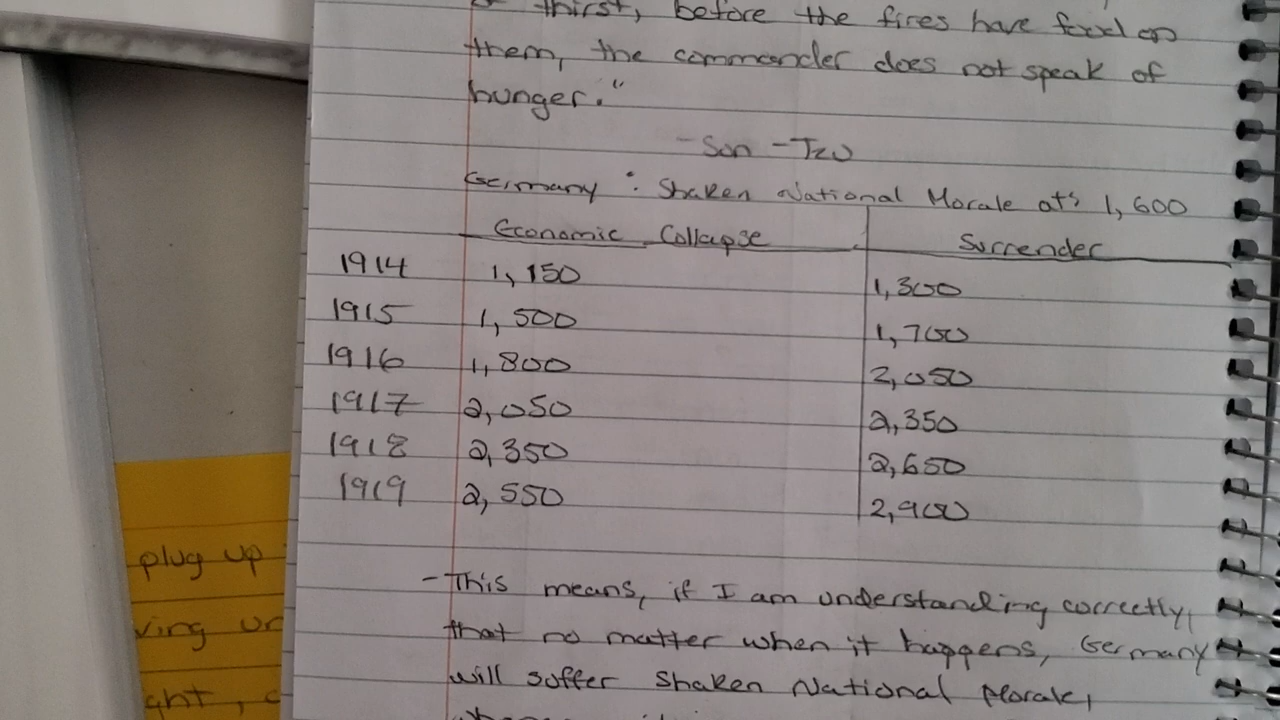 thirst, before the fires have food on
them, the commander does not speak of
hunger."
- Sun - Tzu
Germany : Shaken National Morale at: 1,600
Economic Collapse Surrender
1914 1,150 1,300
1915 1,500 1,700
1916 1,800 2,050
1917 2,050 2,350
1918 2,350 2,650
1919 2,550 2,900
- This means, if I am understanding correctly,
that no matter when it happens, Germany
will suffer Shaken National Morale,
plug up
ving